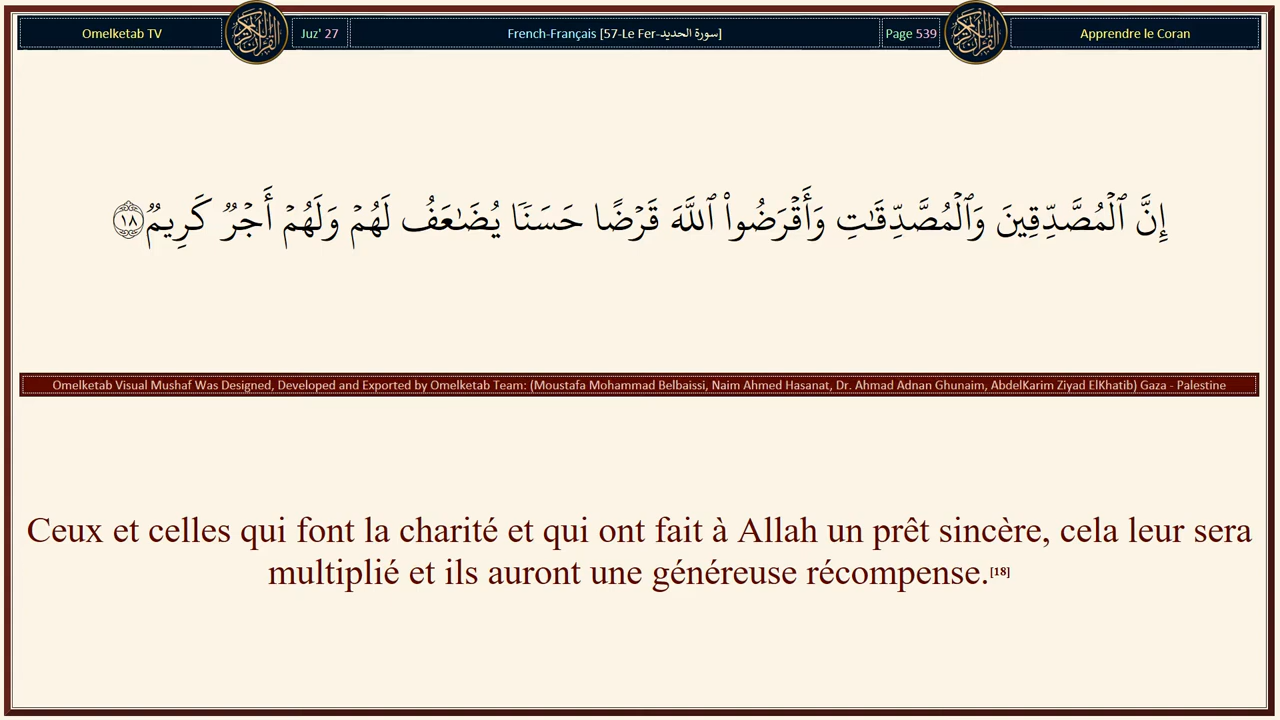 Omelketab TV
Juz' 27
French-Français [57-Le Fer-سورة الحديد]
Page 539
Apprendre le Coran
إِنَّ ٱلْمُصَّدِّقِينَ وَٱلْمُصَّدِّقَٰتِ وَأَقْرَضُوا۟ ٱللَّهَ قَرْضًا حَسَنًا يُضَٰعَفُ لَهُمْ وَلَهُمْ أَجْرٌ كَرِيمٌ ١٨
Omelketab Visual Mushaf Was Designed, Developed and Exported by Omelketab Team: (Moustafa Mohammad Belbaissi, Naim Ahmed Hasanat, Dr. Ahmad Adnan Ghunaim, AbdelKarim Ziyad ElKhatib) Gaza - Palestine
Ceux et celles qui font la charité et qui ont fait à Allah un prêt sincère, cela leur sera
multiplié et ils auront une généreuse récompense.[18]